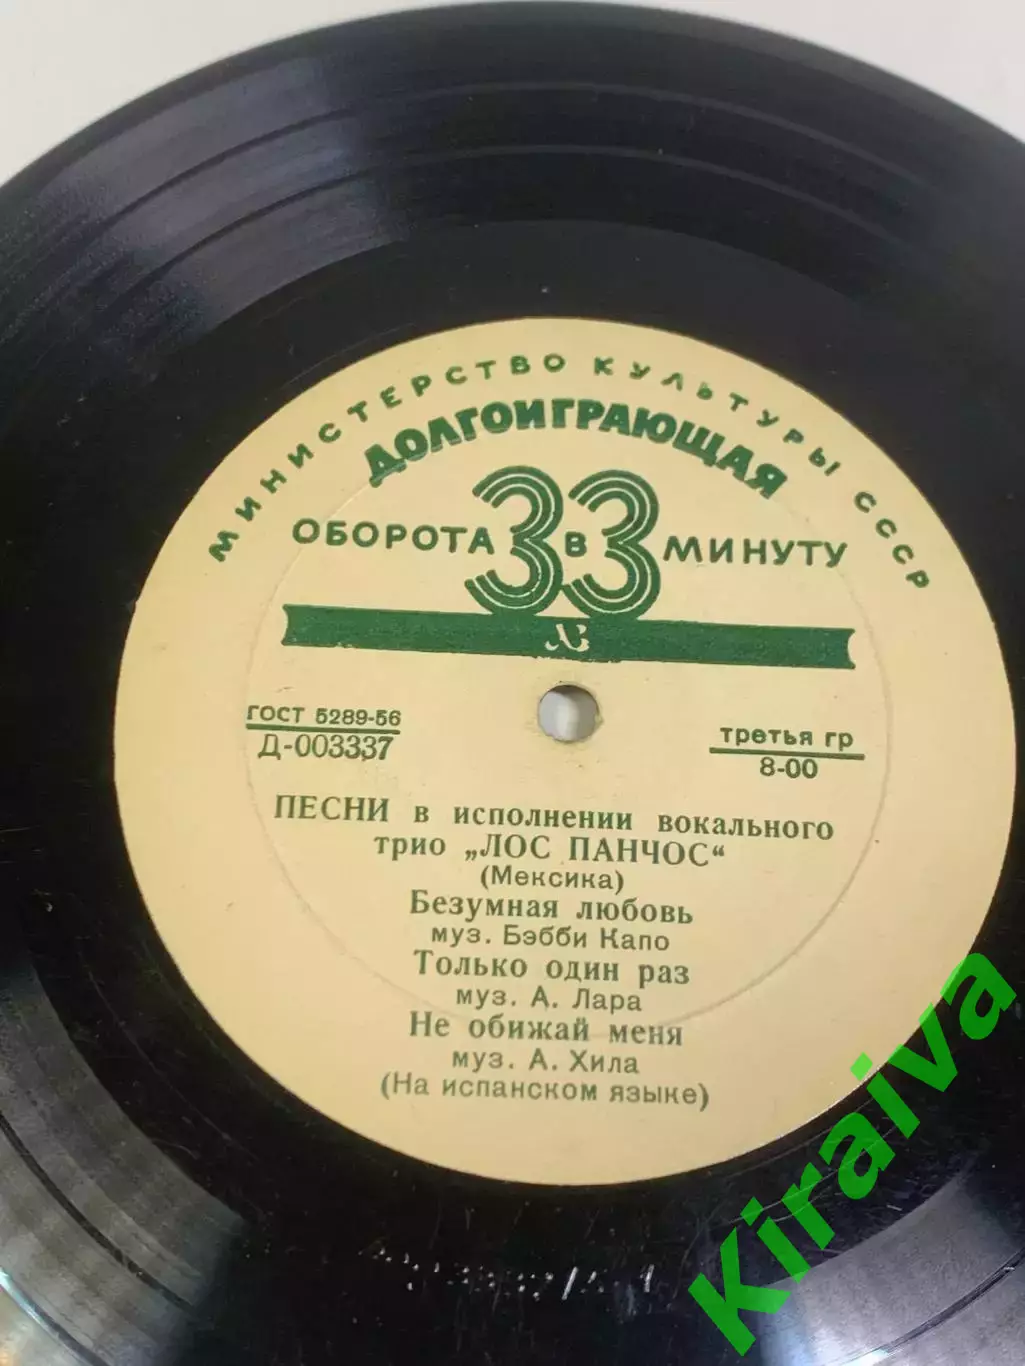 МИНИСТЕРСТВО КУЛЬТУРЫ СССР
ДОЛГОИГРАЮЩАЯ
ОБОРОТА 33 В МИНУТУ
ЛЗ
ГОСТ 5289-56
Д-003337
третья гр
8-00
ПЕСНИ в исполнении вокального
трио „ЛОС ПАНЧОС“
(Мексика)
Безумная любовь
муз. Бэбби Капо
Только один раз
муз. А. Лара
Не обижай меня
муз. А. Хила
(На испанском языке)
Kiraiva